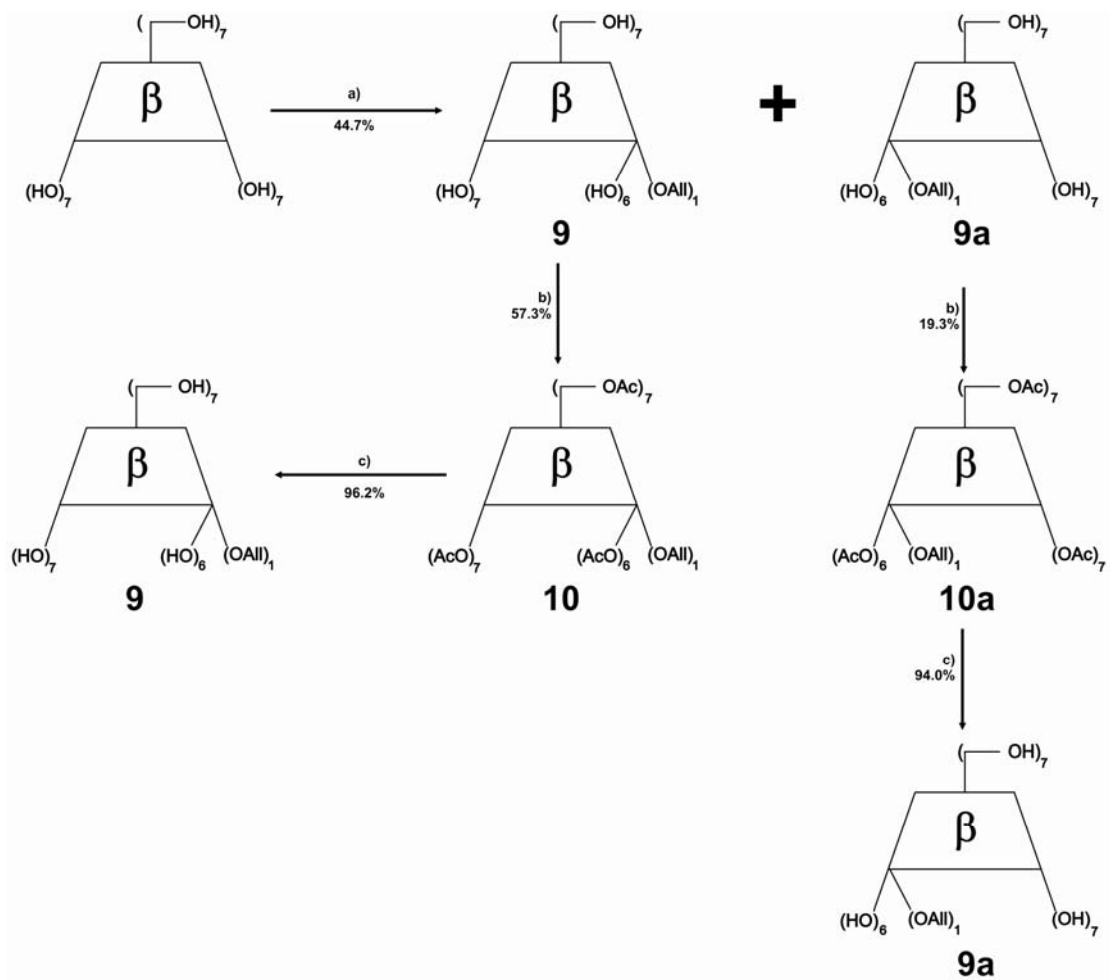 ( OH)7
β
(HO)7 (OH)7
a)
44.7%
( OH)7
β
(HO)7 (HO)6 (OAll)1
9
+
( OH)7
β
(HO)6 (OAll)1 (OH)7
9a
b)
57.3%
b)
19.3%
( OH)7
β
(HO)7 (HO)6 (OAll)1
9
c)
96.2%
( OAc)7
β
(AcO)7 (AcO)6 (OAll)1
10
( OAc)7
β
(AcO)6 (OAll)1 (OAc)7
10a
c)
94.0%
( OH)7
β
(HO)6 (OAll)1 (OH)7
9a